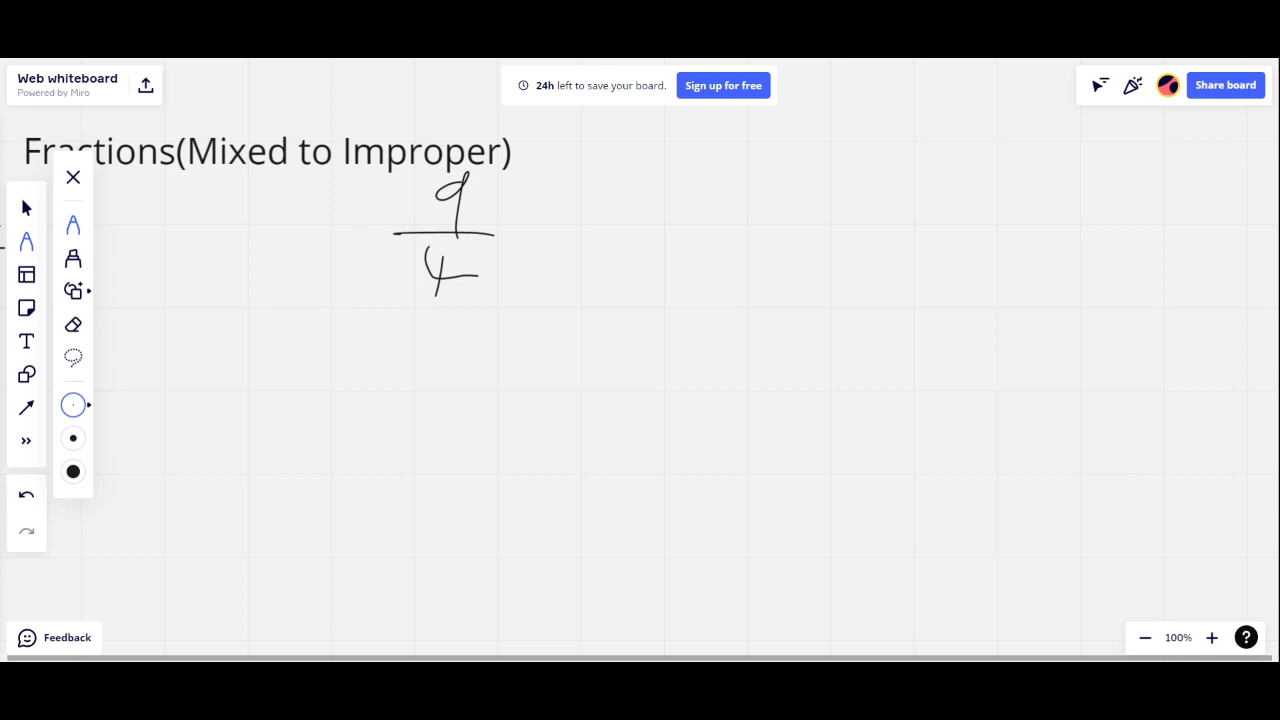 Web whiteboard
Powered by Miro
24h left to save your board.
Sign up for free
Share board
Fractions(Mixed to Improper)
9
4
T
Feedback
100%
?